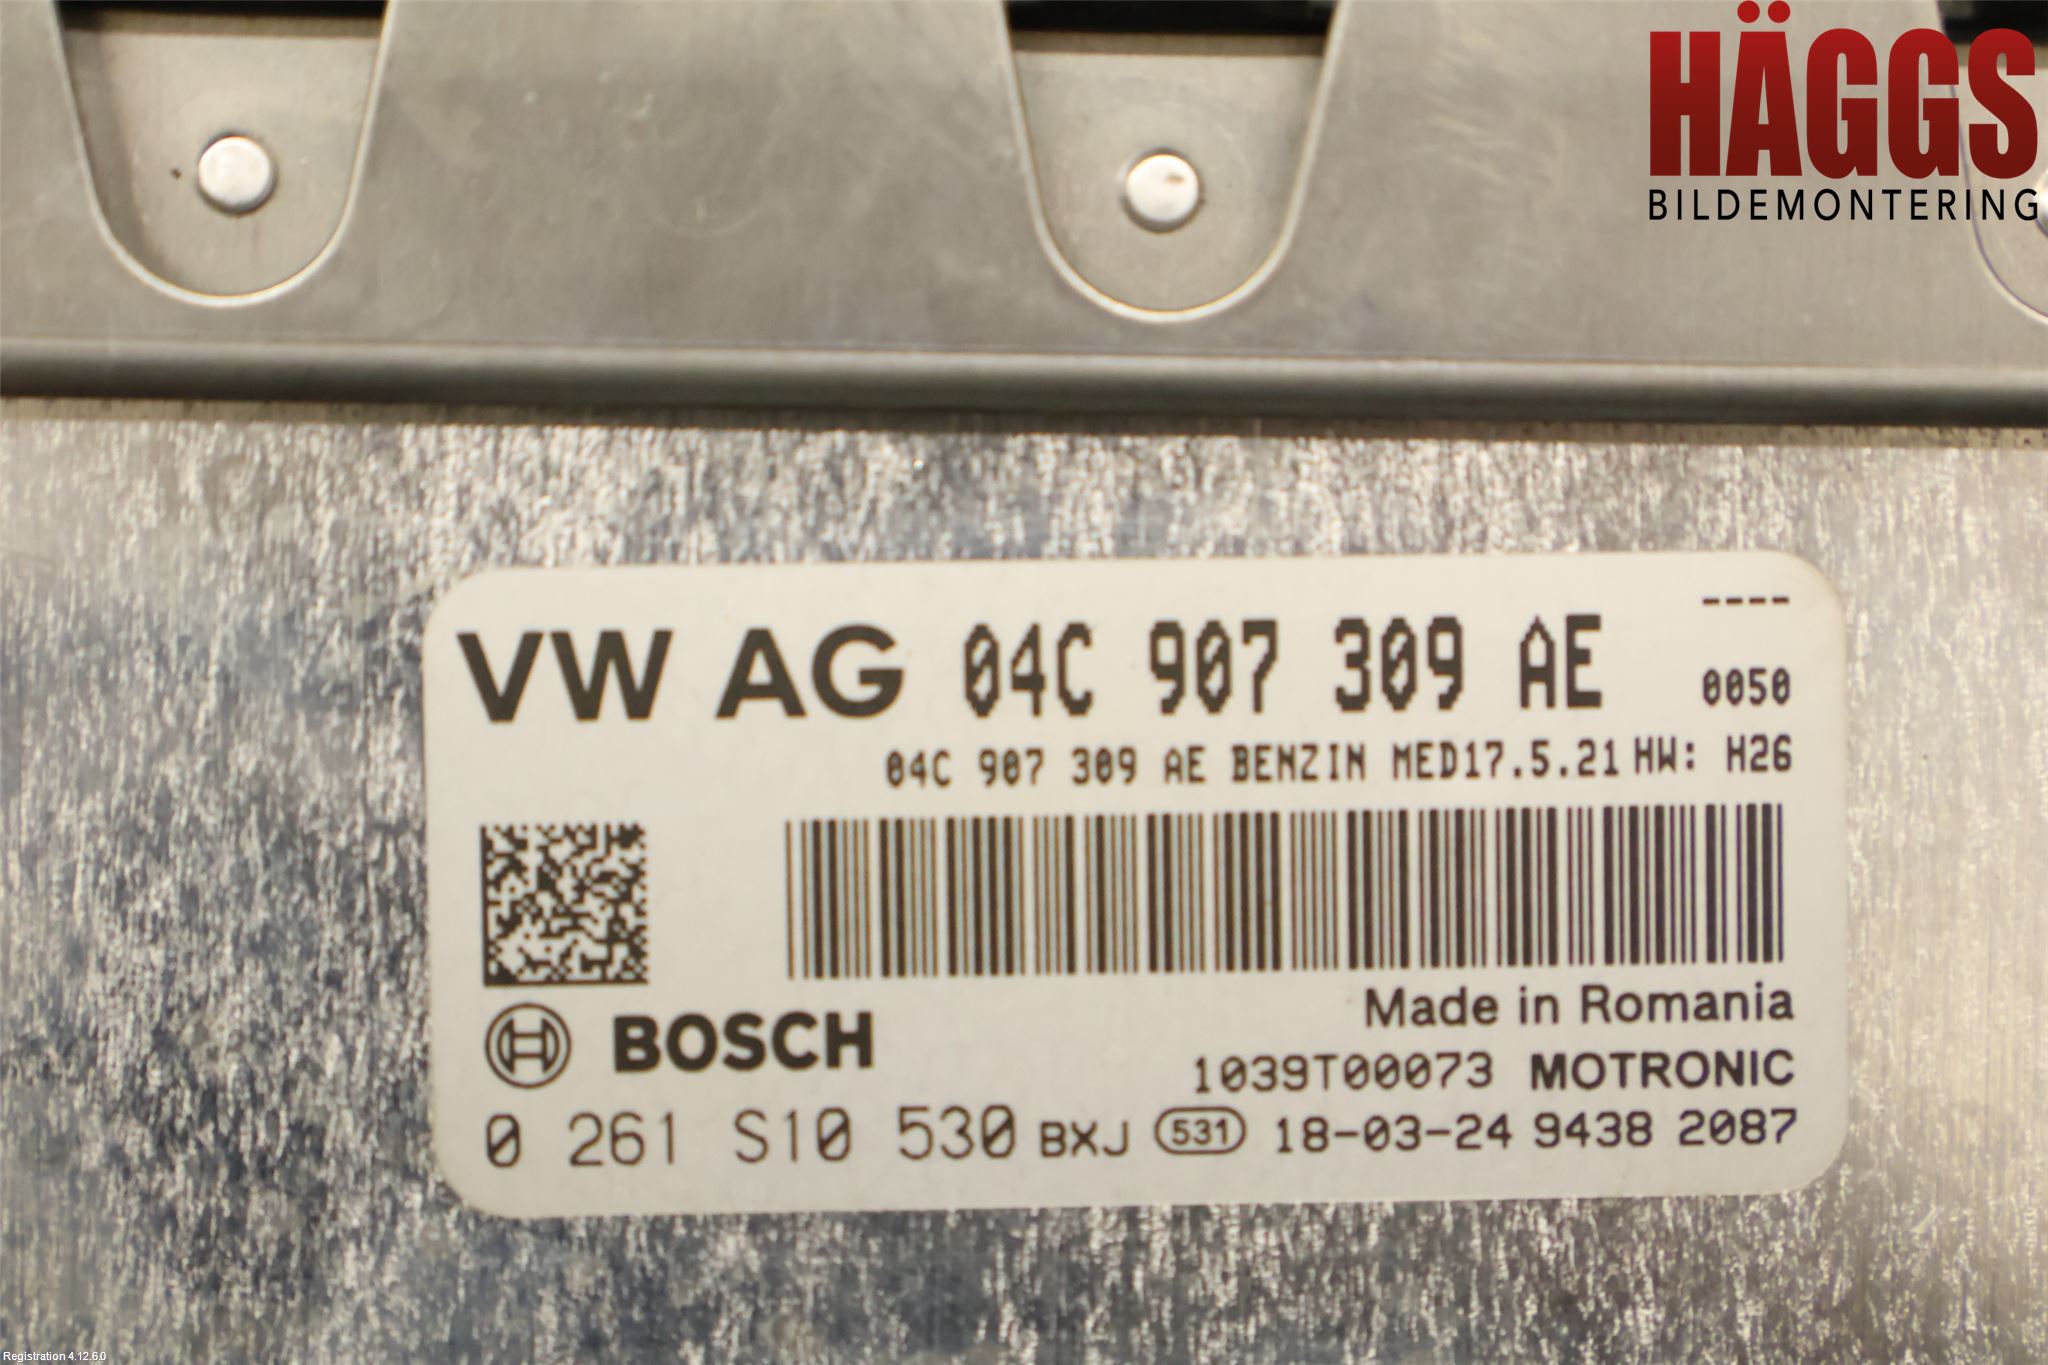 HÄGGS
BILDEMONTERING
----
VW AG 04C 907 309 AE 0050
04C 907 309 AE BENZIN MED17.5.21 HW: H26
Made in Romania
BOSCH 1039T00073 MOTRONIC
0 261 S10 530 BXJ 531 18-03-24 9438 2087
Registration 4.12.6.0